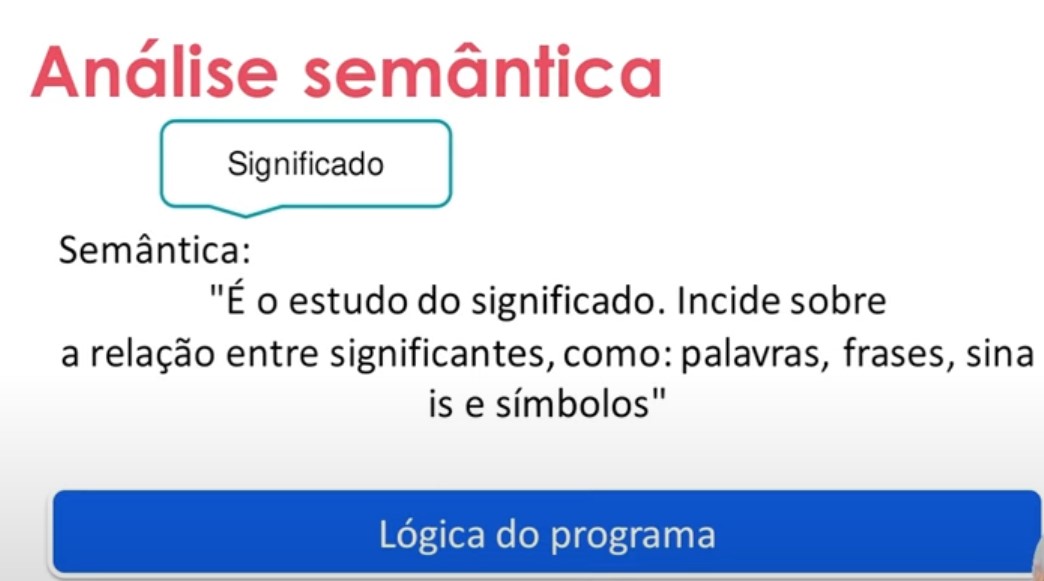 Análise semântica
Significado
Semântica:
"É o estudo do significado. Incide sobre
a relação entre significantes, como: palavras, frases, sina
is e símbolos"
Lógica do programa